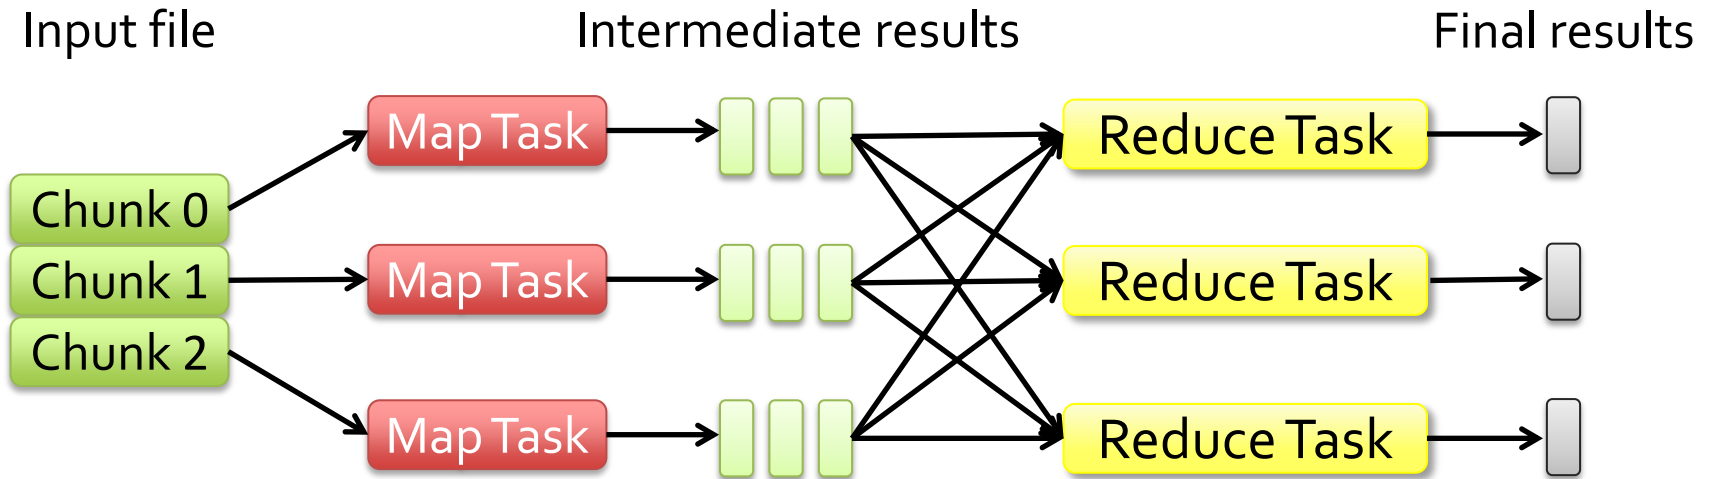 Input file
Intermediate results
Final results
Map Task
Reduce Task
Chunk 0
Chunk 1
Map Task
Reduce Task
Chunk 2
Map Task
Reduce Task